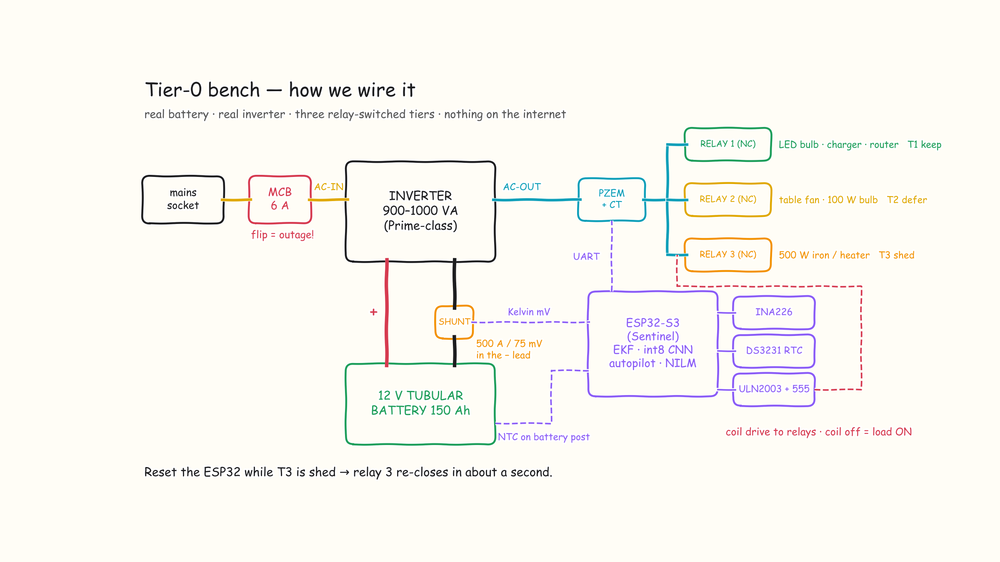 Tier-0 bench — how we wire it
real battery · real inverter · three relay-switched tiers · nothing on the internet
RELAY 1 (NC)
LED bulb · charger · router T1 keep
mains
socket
MCB
6 A
flip = outage!
AC-IN
INVERTER
900–1000 VA
(Prime-class)
AC-OUT
PZEM
+ CT
RELAY 2 (NC)
table fan · 100 W bulb T2 defer
RELAY 3 (NC)
500 W iron / heater T3 shed
UART
+
SHUNT
Kelvin mV
500 A / 75 mV
in the – lead
ESP32-S3
(Sentinel)
EKF · int8 CNN
autopilot · NILM
INA226
DS3231 RTC
ULN2003 + 555
12 V TUBULAR
BATTERY 150 Ah
NTC on battery post
coil drive to relays · coil off = load ON
Reset the ESP32 while T3 is shed → relay 3 re-closes in about a second.